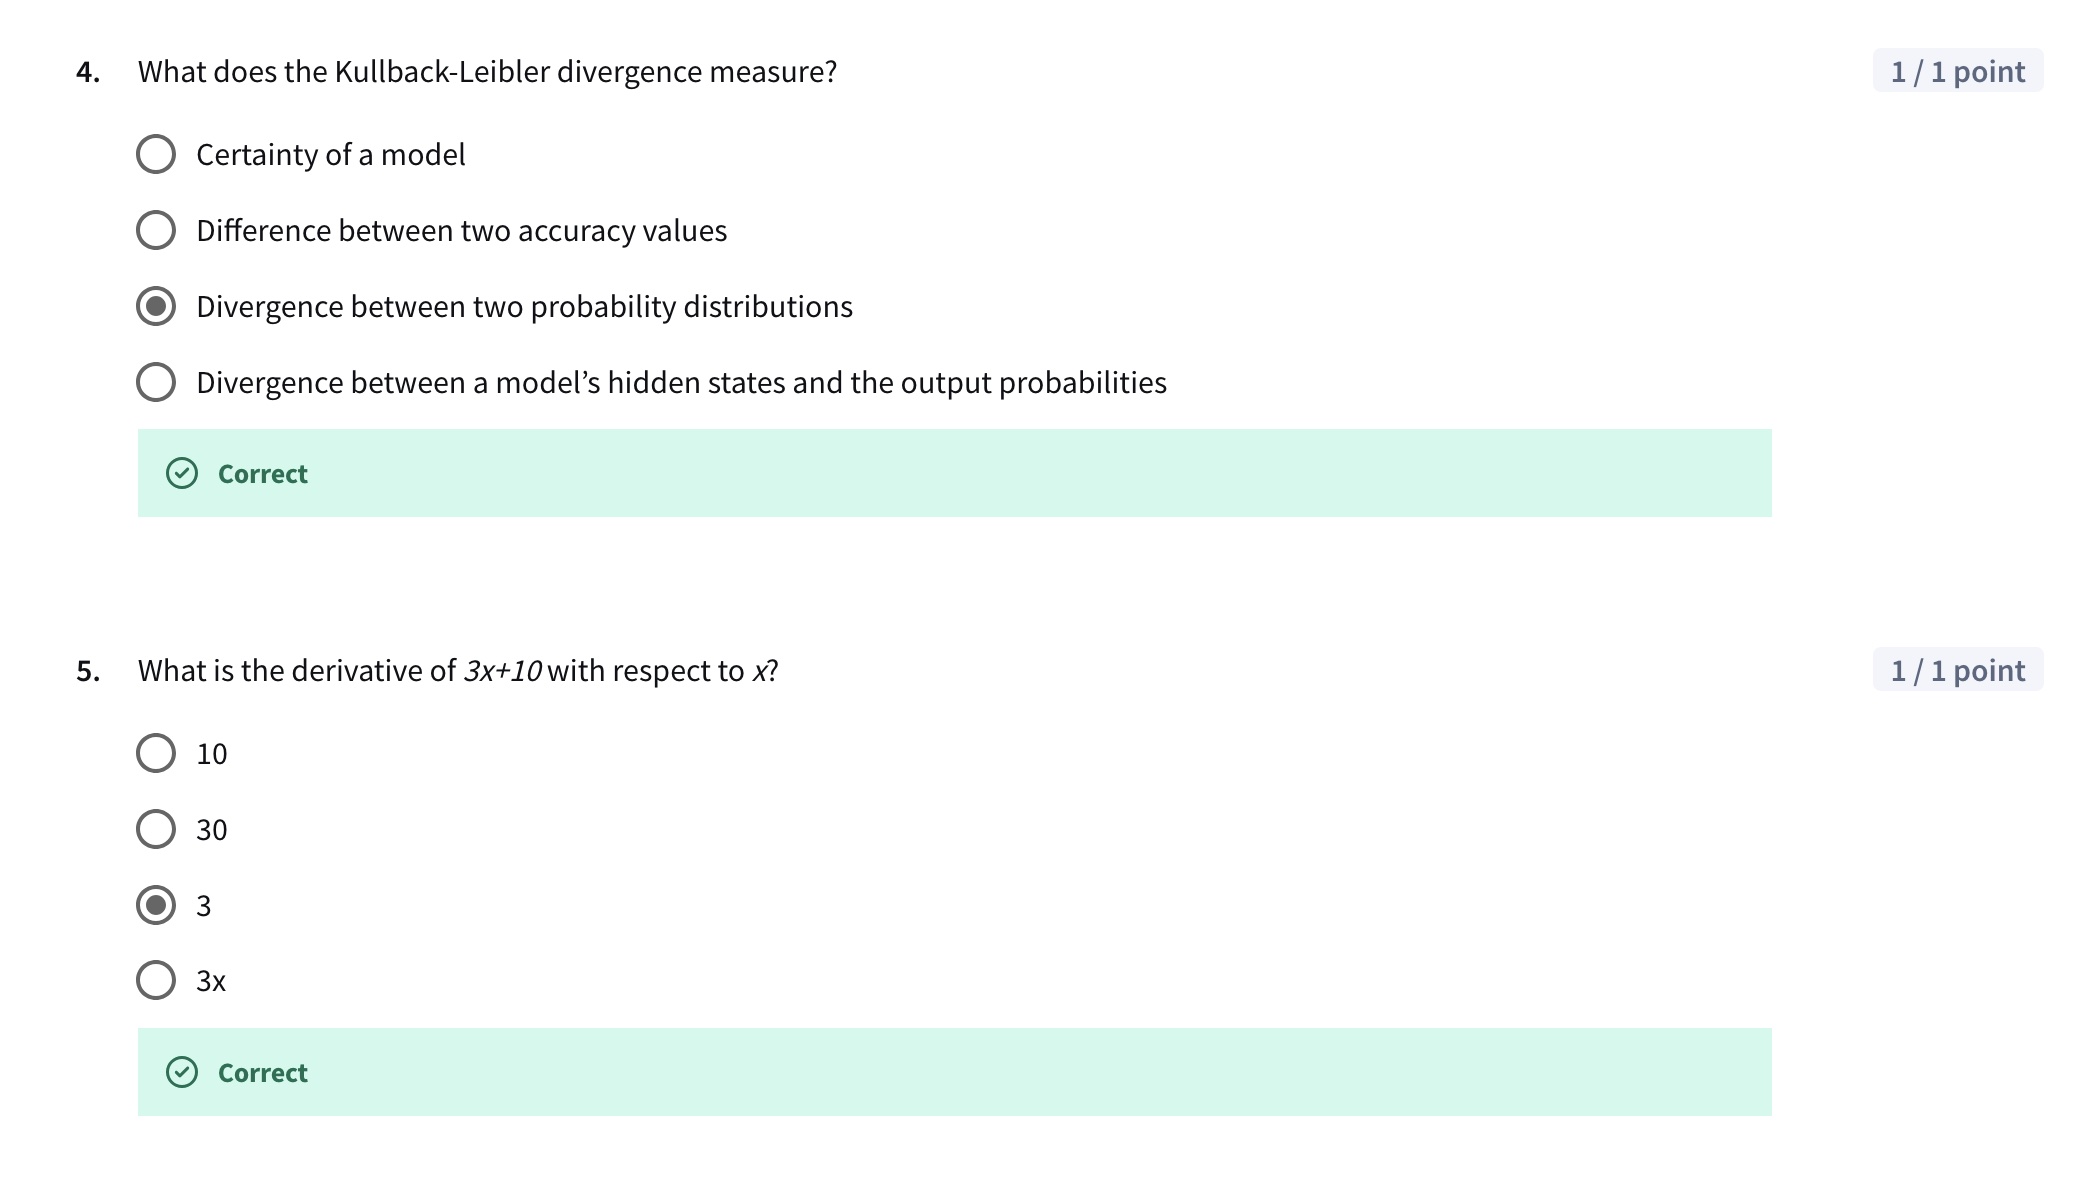 4. What does the Kullback-Leibler divergence measure? 1 / 1 point
Certainty of a model
Difference between two accuracy values
Divergence between two probability distributions
Divergence between a model’s hidden states and the output probabilities
Correct
5. What is the derivative of 3x+10 with respect to x? 1 / 1 point
10
30
3
3x
Correct